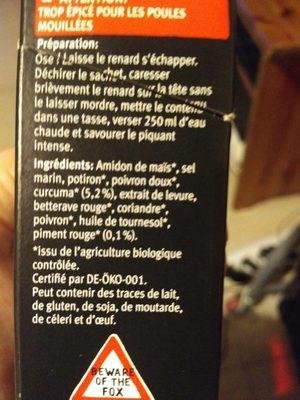 ATTENTION!
TROP ÉPICÉ POUR LES POULES
MOUILLÉES
Préparation:
Ose ! Laisse le renard s'échapper.
Déchirer le sachet, caresser
brièvement le renard sur la tête sans
le laisser mordre, mettre le contenu
dans une tasse, verser 250 ml d'eau
chaude et savourer le piquant
intense.
Ingrédients: Amidon de maïs*, sel
marin, potiron*, poivron doux*,
curcuma* (5,2%), extrait de levure,
betterave rouge*, coriandre*,
poivron*, huile de tournesol*,
piment rouge* (0,1%).
*issu de l'agriculture biologique
contrôlée.
Certifié par DE-ÖKO-001.
Peut contenir des traces de lait,
de gluten, de soja, de moutarde,
de céleri et d'œuf.
BEWARE
OF THE
FOX